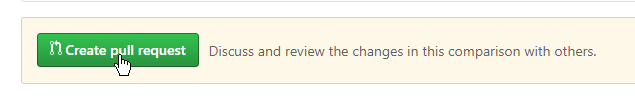 Create pull request Discuss and review the changes in this comparison with others.